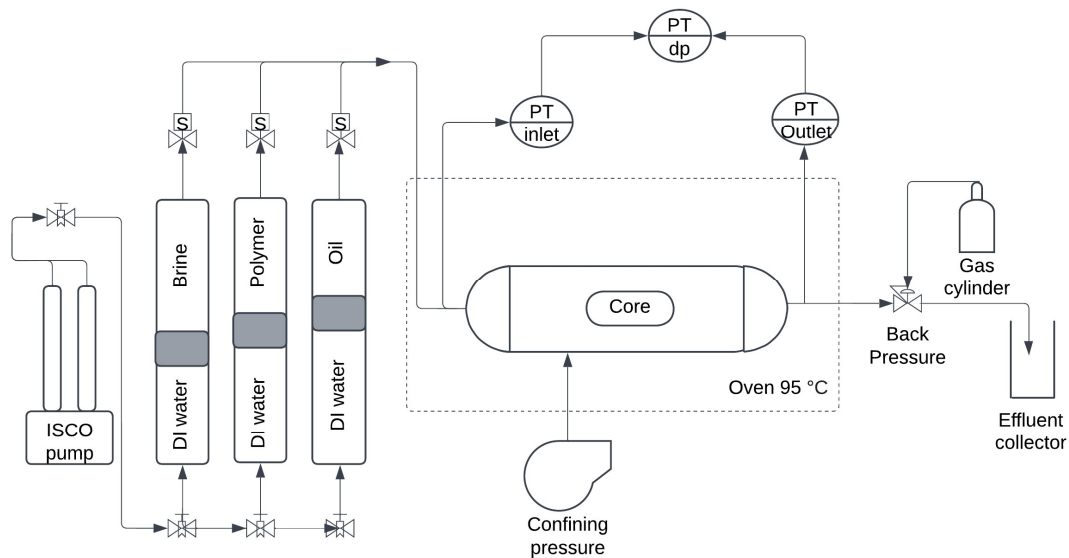 PT
dp
PT
inlet
PT
Outlet
S
S
S
Brine
Polymer
Oil
DI water
DI water
DI water
ISCO
pump
Core
Oven 95 °C
Gas
cylinder
Back
Pressure
Effluent
collector
Confining
pressure